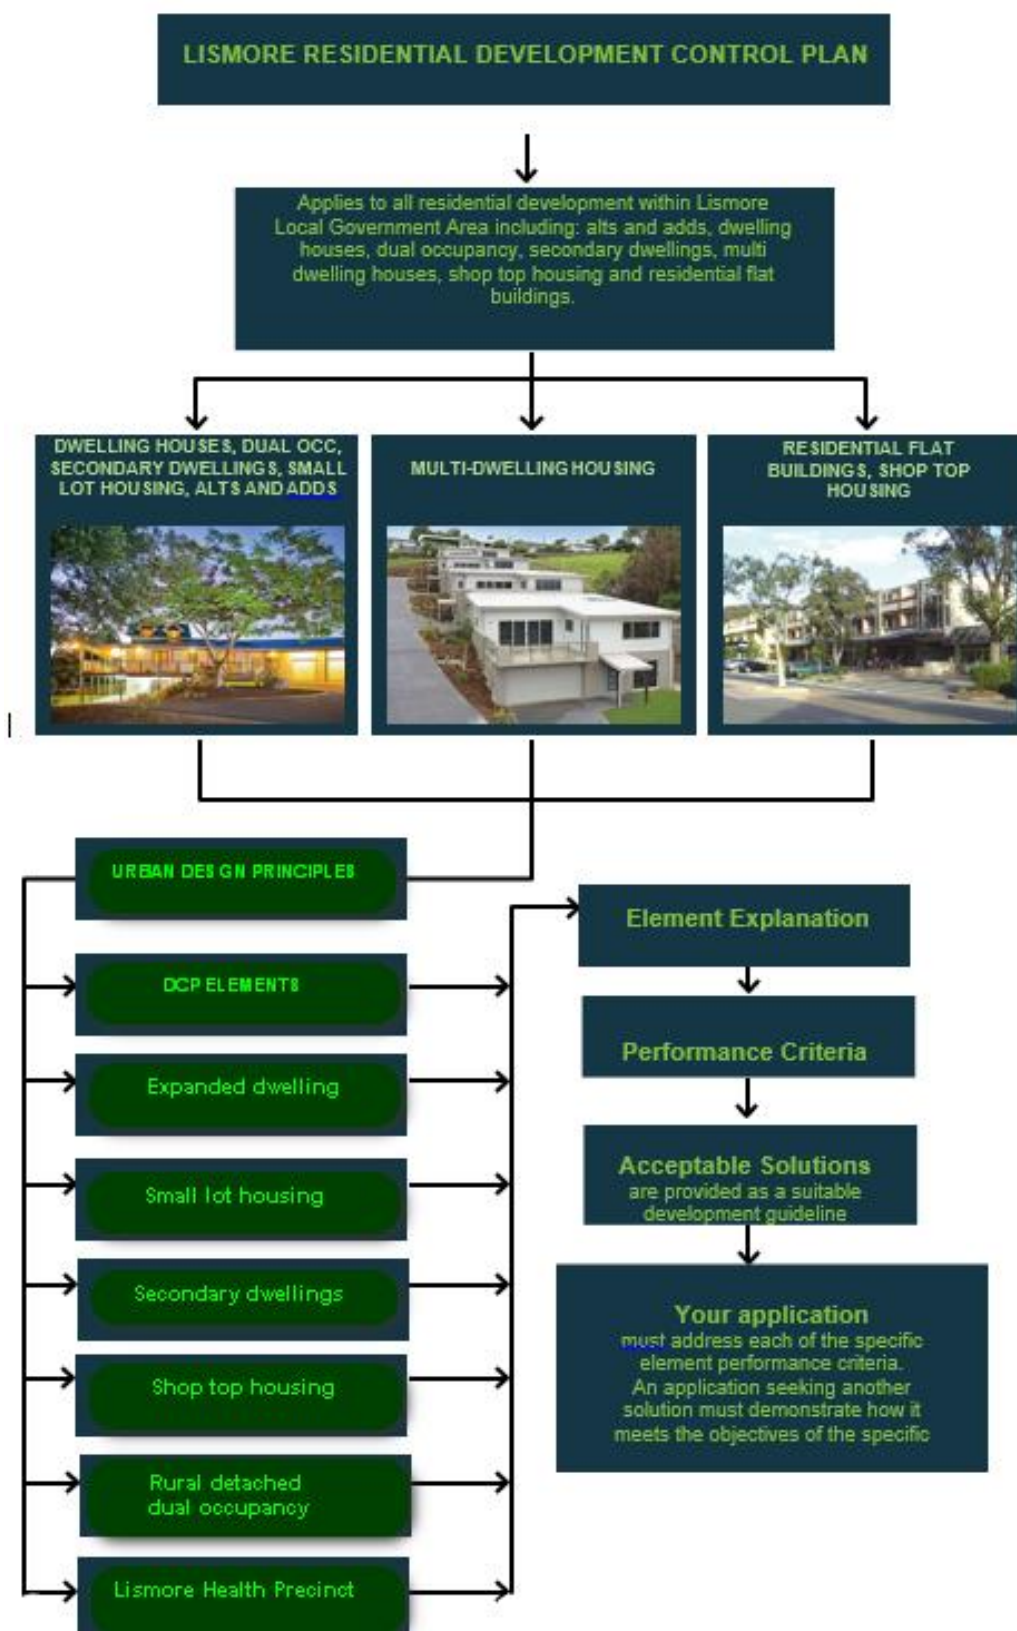 LISMORE RESIDENTIAL DEVELOPMENT CONTROL PLAN
Applies to all residential development within Lismore
Local Government Area including: alts and adds, dwelling
houses, dual occupancy, secondary dwellings, multi
dwelling houses, shop top housing and residential flat
buildings.
DWELLING HOUSES, DUAL OCC,
SECONDARY DWELLINGS, SMALL
LOT HOUSING, ALTS AND ADDS
MULTI-DWELLING HOUSING
RESIDENTIAL FLAT
BUILDINGS, SHOP TOP
HOUSING
URBAN DESIGN PRINCIPLES
DCP ELEMENTS
Expanded dwelling
Small lot housing
Secondary dwellings
Shop top housing
Rural detached
dual occupancy
Lismore Health Precinct
Element Explanation
Performance Criteria
Acceptable Solutions
are provided as a suitable
development guideline
Your application
must address each of the specific
element performance criteria.
An application seeking another
solution must demonstrate how it
meets the objectives of the specific